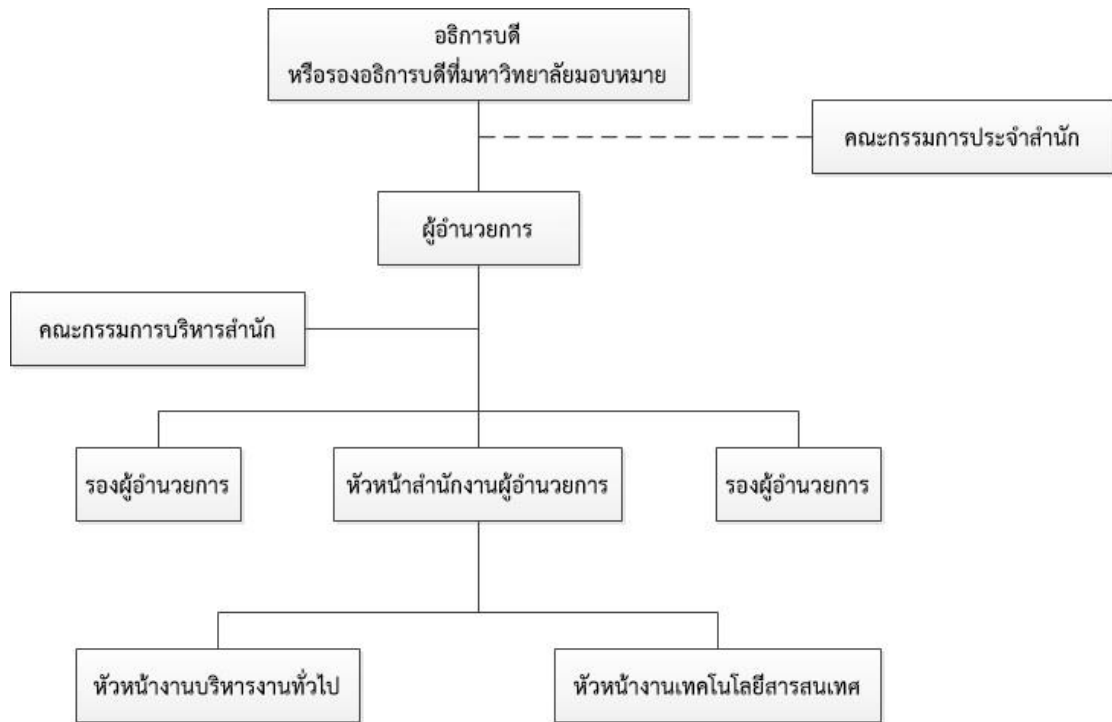 อธิการบดี
หรือรองอธิการบดีที่มหาวิทยาลัยมอบหมาย
คณะกรรมการประจำสำนัก
ผู้อำนวยการ
คณะกรรมการบริหารสำนัก
รองผู้อำนวยการ
หัวหน้าสำนักงานผู้อำนวยการ
รองผู้อำนวยการ
หัวหน้างานบริหารงานทั่วไป
หัวหน้างานเทคโนโลยีสารสนเทศ